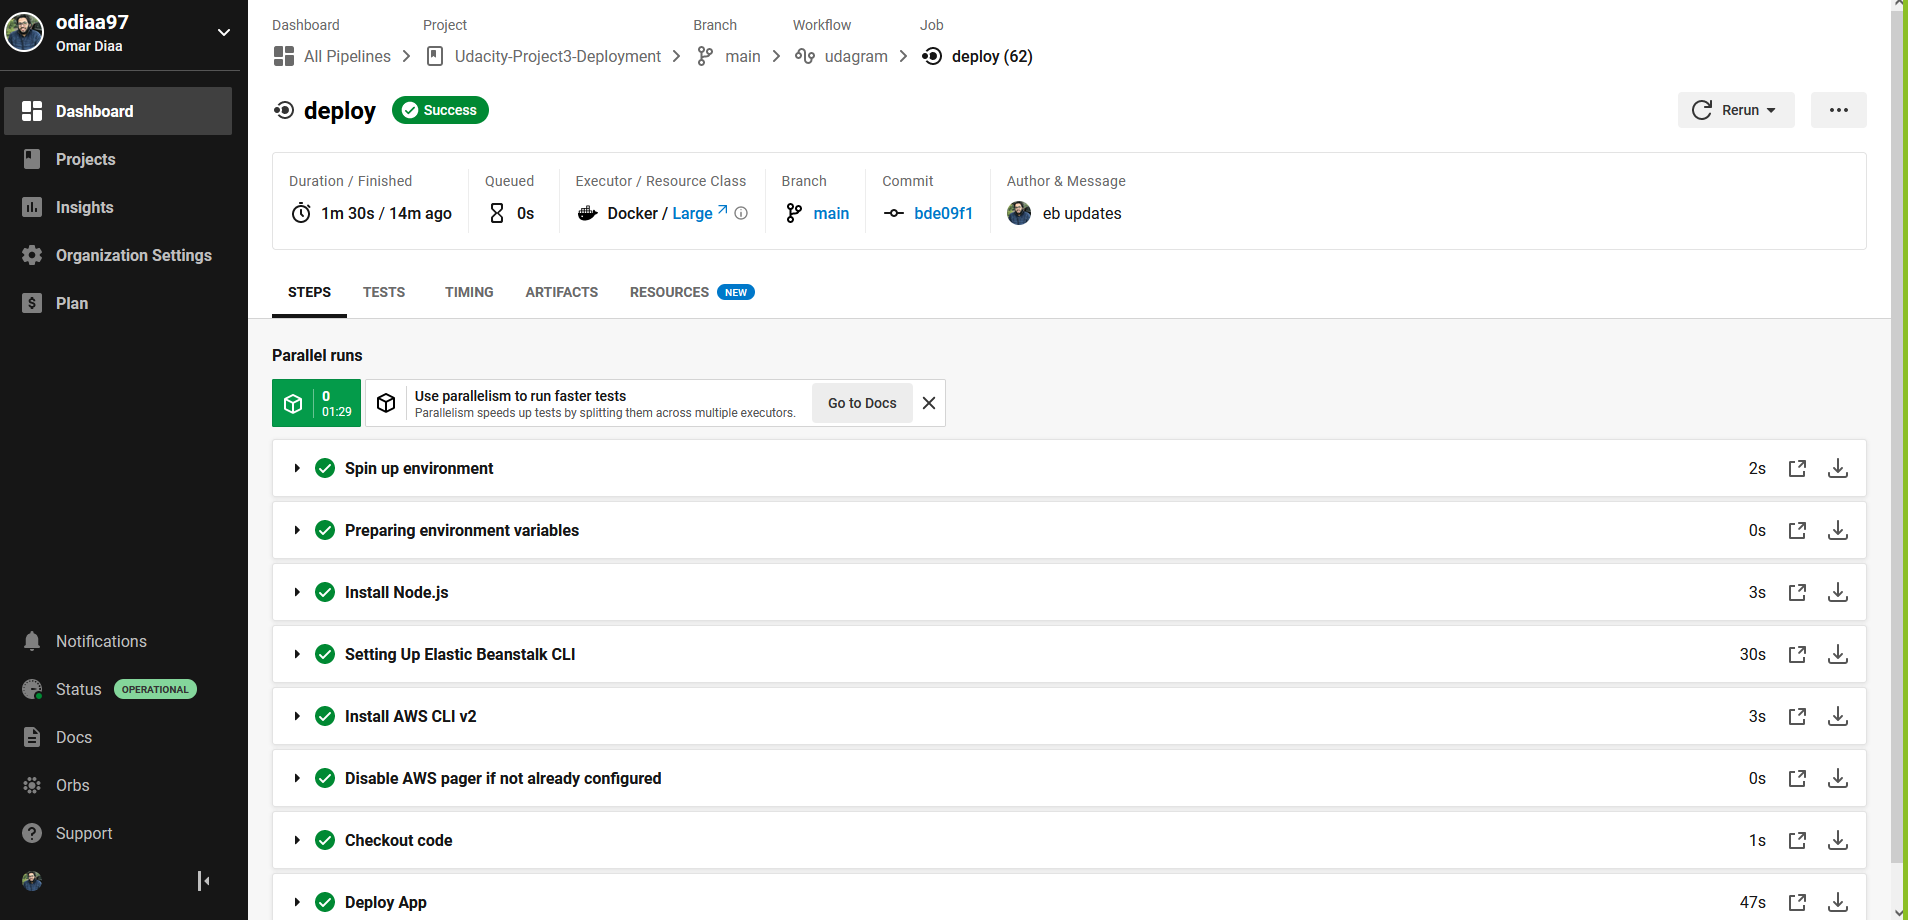 odiaa97
Omar Diaa
Dashboard
Projects
Insights
Organization Settings
$ Plan
Notifications
Status OPERATIONAL
Docs
Orbs
? Support
Dashboard Project Branch Workflow Job
All Pipelines Udacity-Project3-Deployment main udagram deploy (62)
deploy Success Rerun
Duration / Finished Queued Executor / Resource Class Branch Commit Author & Message
1m 30s / 14m ago 0s Docker / Large main bde09f1 eb updates
STEPS TESTS TIMING ARTIFACTS RESOURCES NEW
Parallel runs
0
01:29
Use parallelism to run faster tests
Parallelism speeds up tests by splitting them across multiple executors.
Go to Docs
Spin up environment 2s
Preparing environment variables 0s
Install Node.js 3s
Setting Up Elastic Beanstalk CLI 30s
Install AWS CLI v2 3s
Disable AWS pager if not already configured 0s
Checkout code 1s
Deploy App 47s